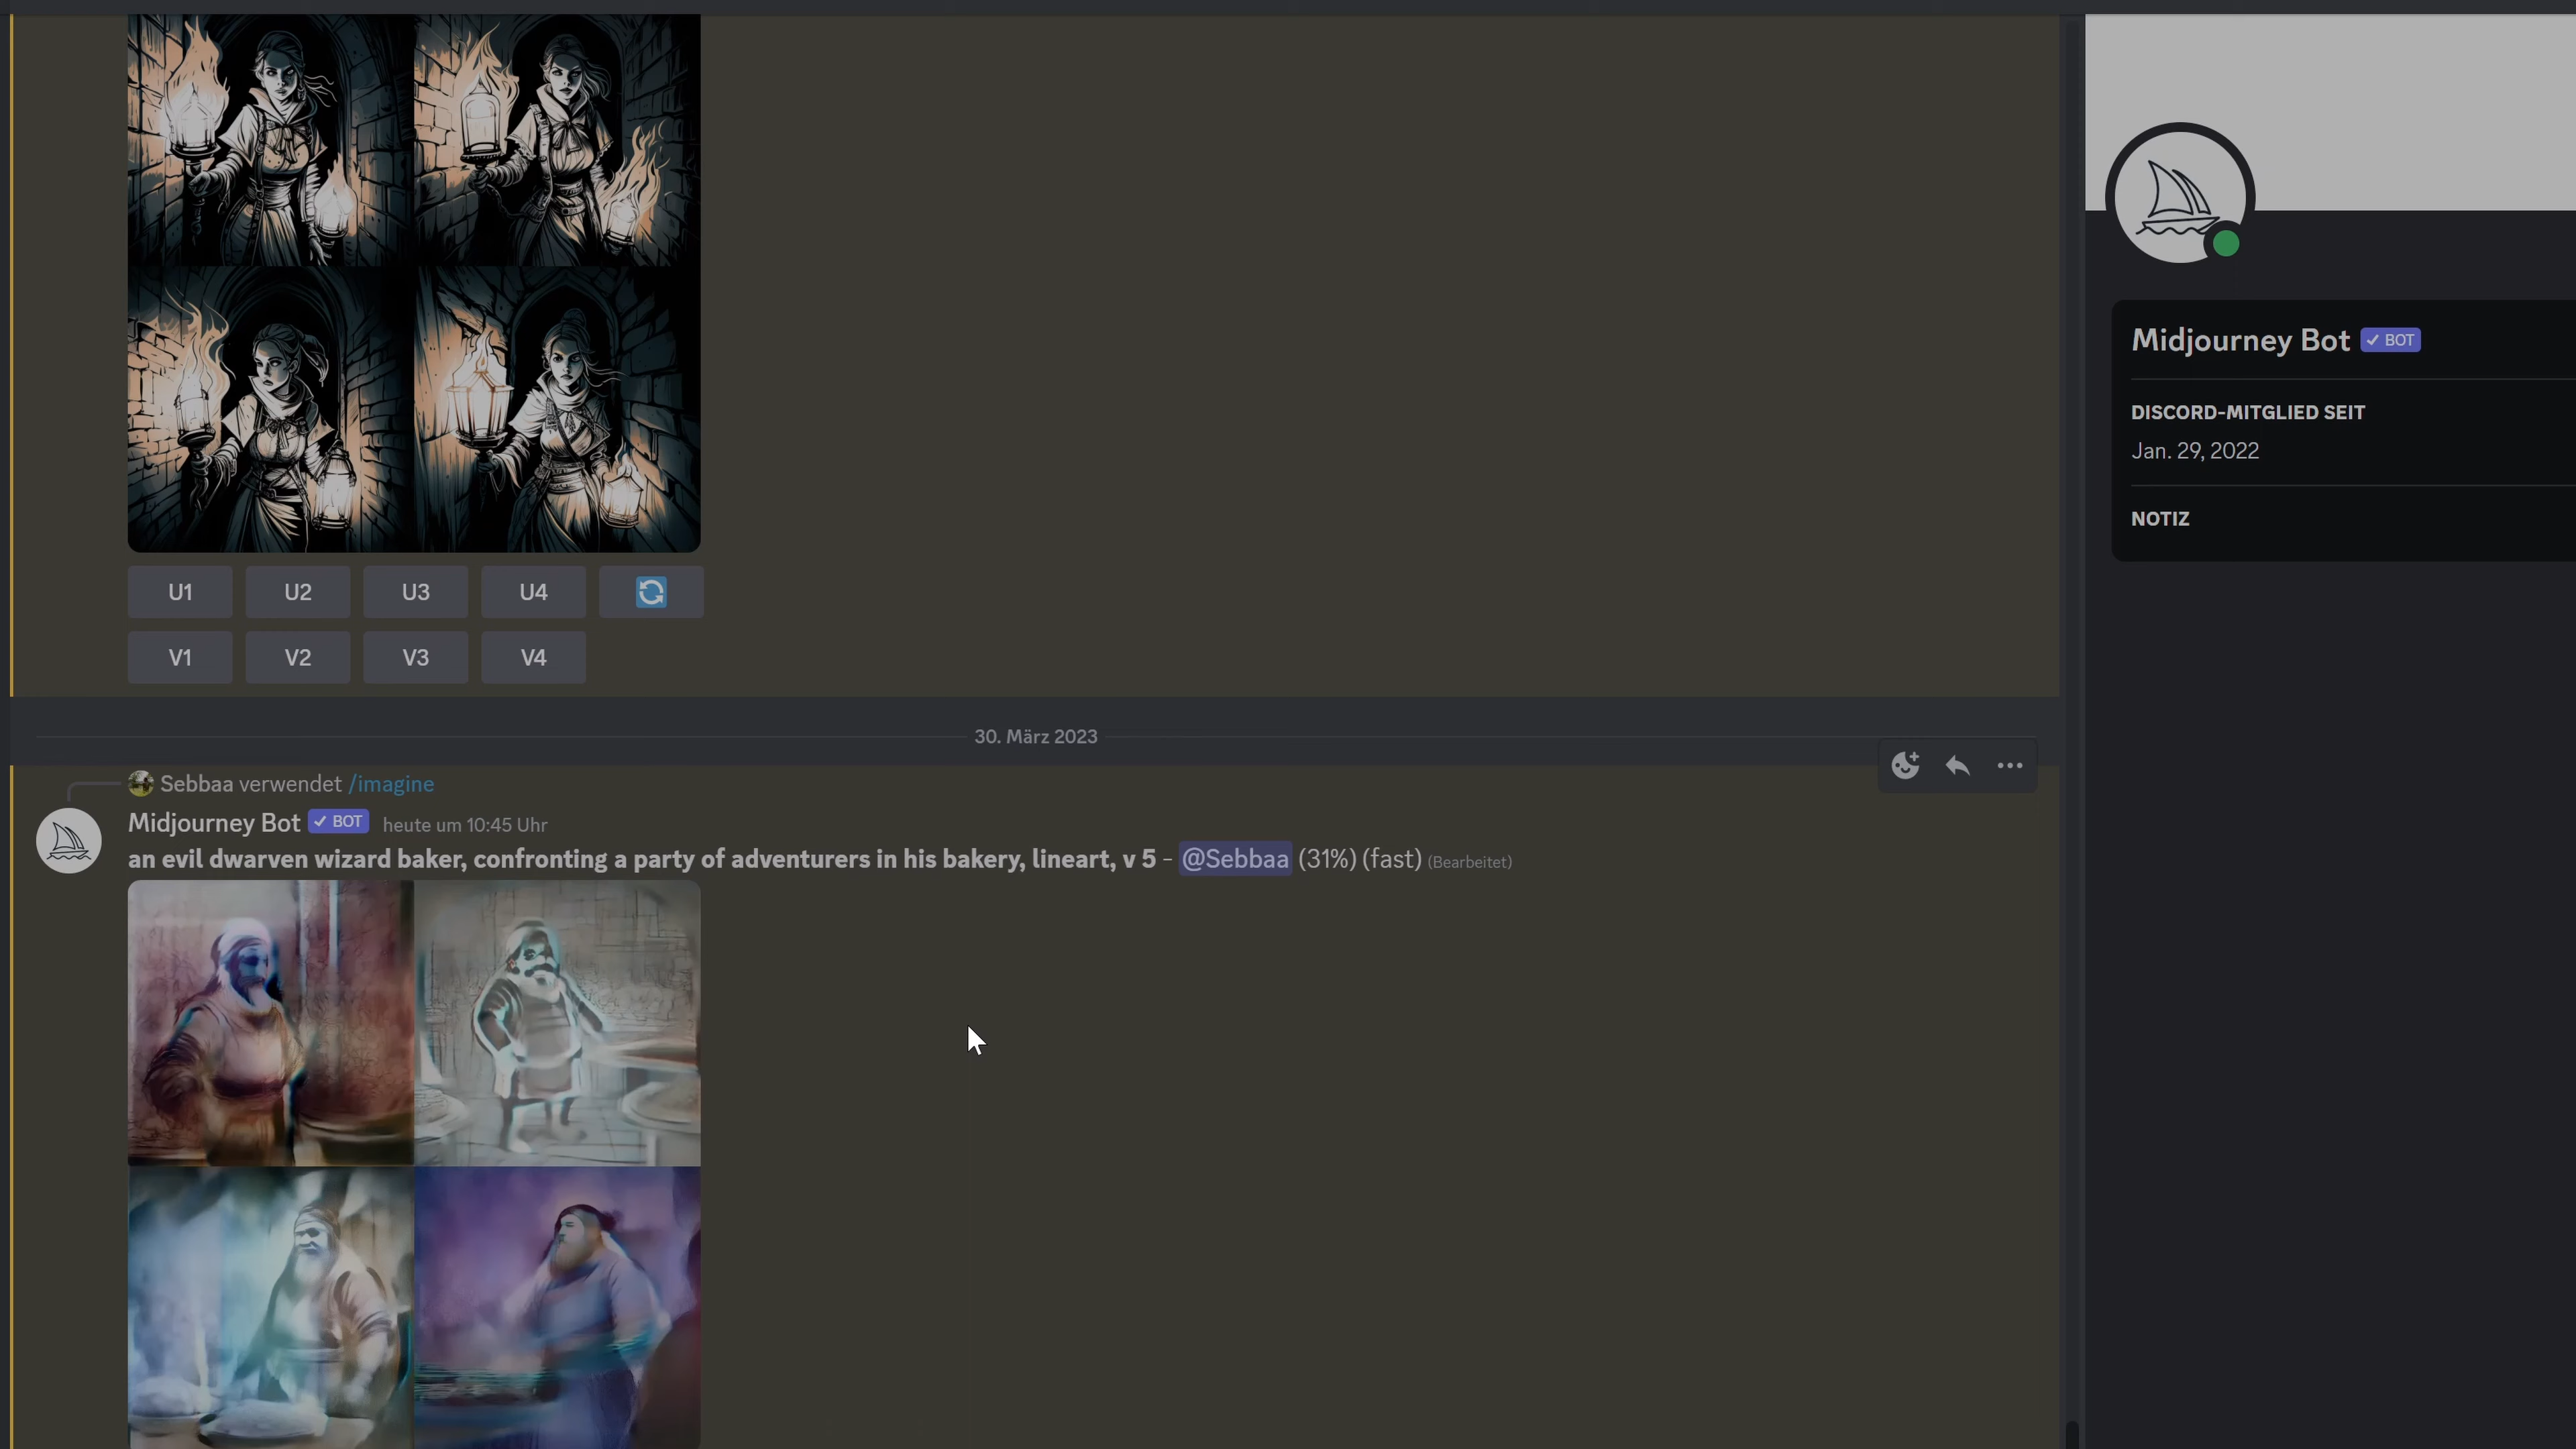 U1 U2 U3 U4
V1 V2 V3 V4
30. März 2023
Sebbaa verwendet /imagine
Midjourney Bot ✓ BOT heute um 10:45 Uhr
an evil dwarven wizard baker, confronting a party of adventurers in his bakery, lineart, v 5 - @Sebbaa (31%) (fast) (Bearbeitet)
Midjourney Bot ✓ BOT
DISCORD-MITGLIED SEIT
Jan. 29, 2022
NOTIZ